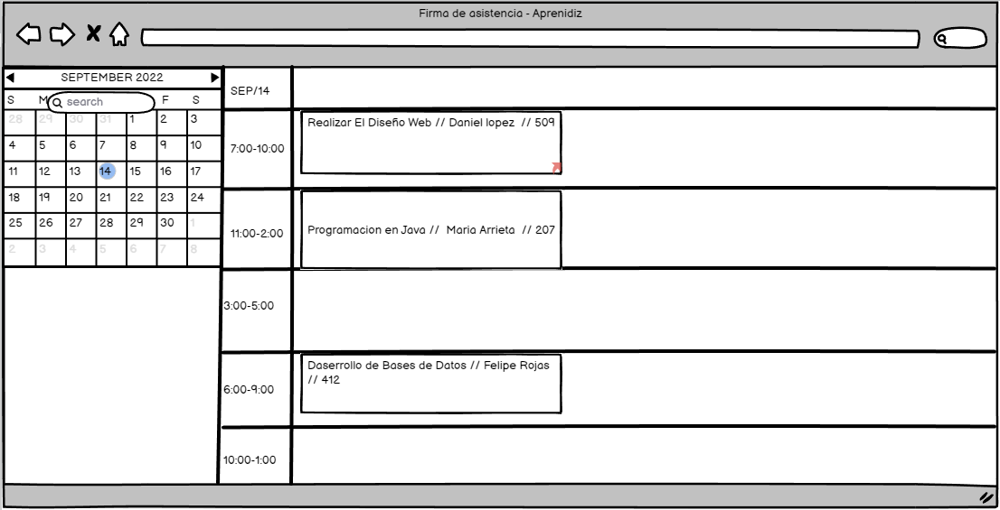 Firma de asistencia - Aprenidiz
SEPTEMBER 2022
S M F S
search
28 29 30 31 1 2 3
4 5 6 7 8 9 10
11 12 13 14 15 16 17
18 19 20 21 22 23 24
25 26 27 28 29 30 1
2 3 4 5 6 7 8
SEP/14
7:00-10:00
Realizar El Diseño Web // Daniel lopez // 509
11:00-2:00
Programacion en Java // Maria Arrieta // 207
3:00-5:00
6:00-9:00
Daserrollo de Bases de Datos // Felipe Rojas
// 412
10:00-1:00